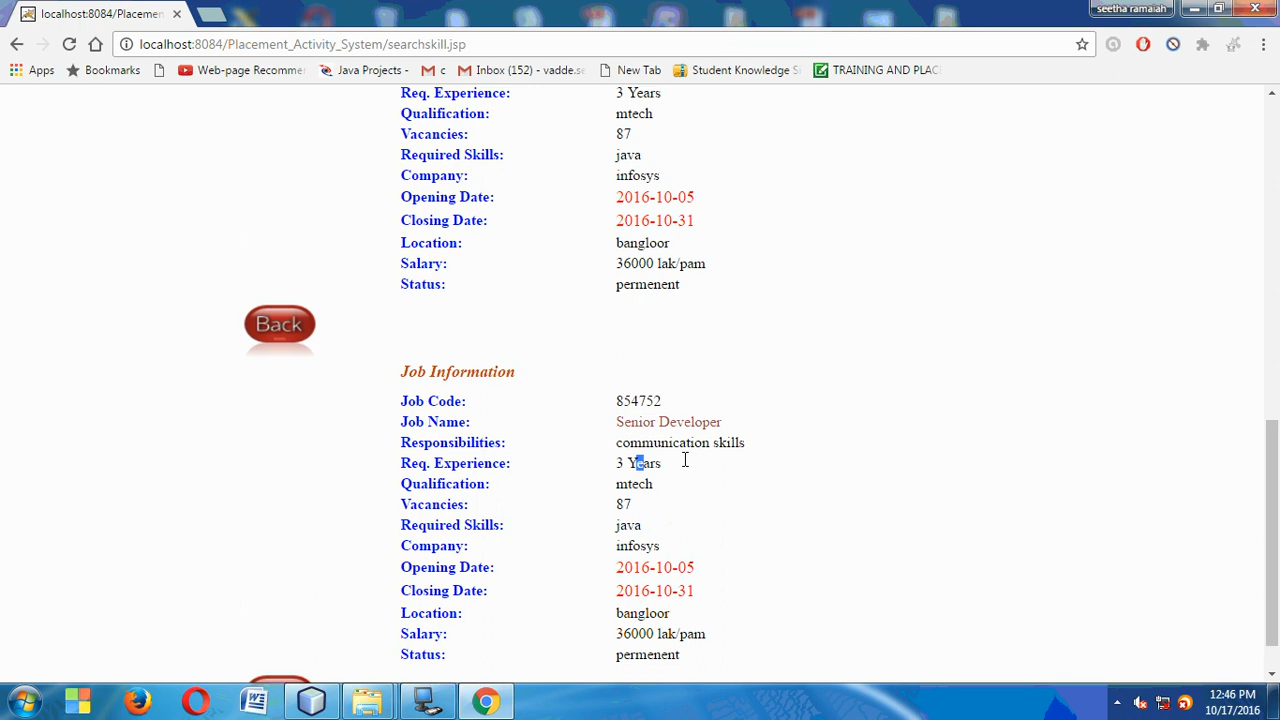 localhost:8084/Placemen
seetha ramaiah
localhost:8084/Placement_Activity_System/searchskill.jsp
Apps Bookmarks Web-page Recomme Java Projects - c Inbox (152) - vadde.se New Tab Student Knowledge Si TRAINING AND PLAC
Req. Experience: 3 Years
Qualification: mtech
Vacancies: 87
Required Skills: java
Company: infosys
Opening Date: 2016-10-05
Closing Date: 2016-10-31
Location: bangloor
Salary: 36000 lak/pam
Status: permenent
Back
Job Information
Job Code: 854752
Job Name: Senior Developer
Responsibilities: communication skills
Req. Experience: 3 Years
Qualification: mtech
Vacancies: 87
Required Skills: java
Company: infosys
Opening Date: 2016-10-05
Closing Date: 2016-10-31
Location: bangloor
Salary: 36000 lak/pam
Status: permenent
12:46 PM
10/17/2016